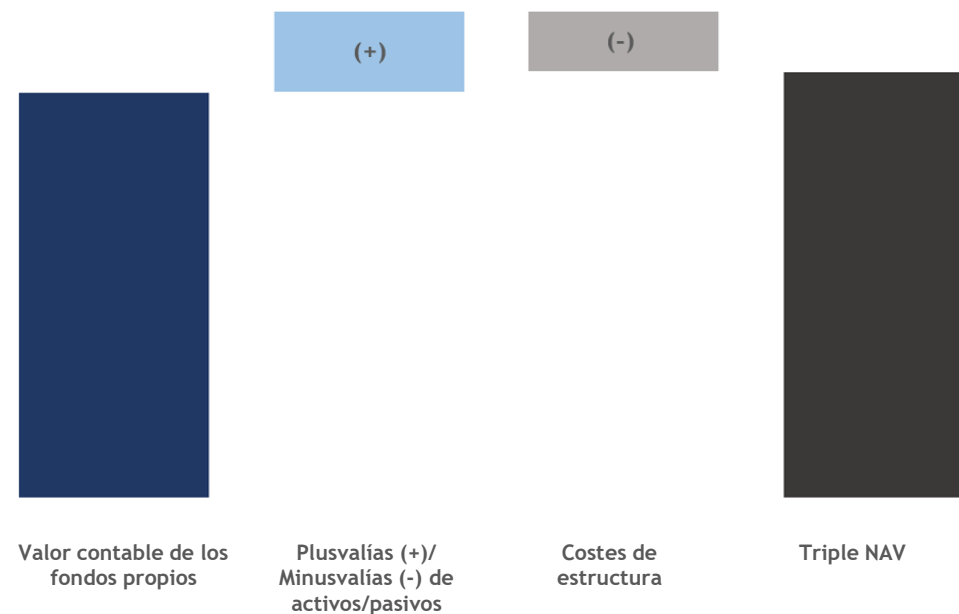 (+)
(-)
Valor contable de los
fondos propios
Plusvalías (+)/
Minusvalías (-) de
activos/pasivos
Costes de
estructura
Triple NAV